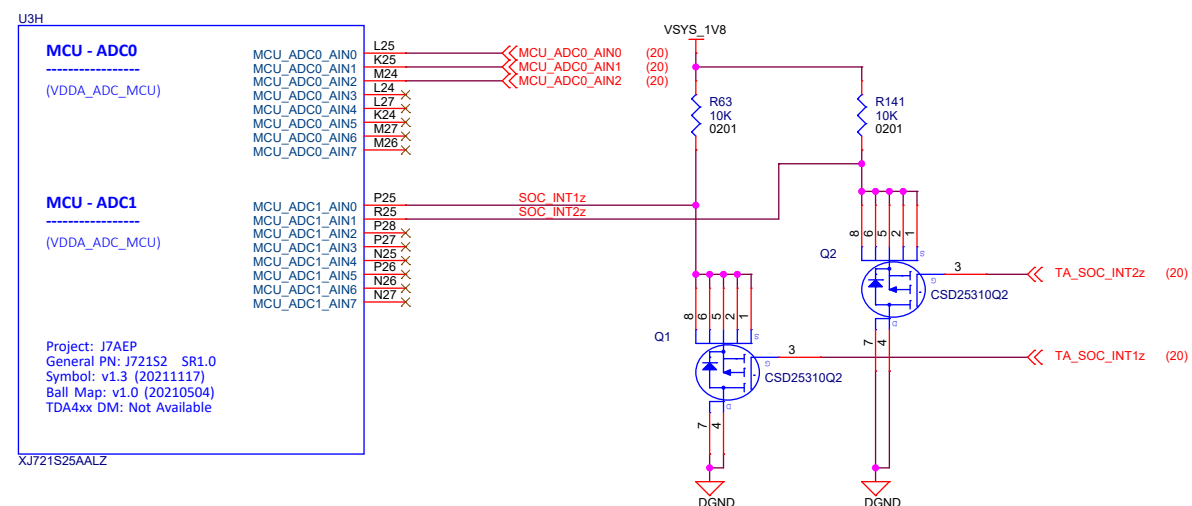 U3H
MCU - ADC0
-----------------
(VDDA_ADC_MCU)
MCU_ADC0_AIN0 L25 MCU_ADC0_AIN0 (20)
MCU_ADC0_AIN1 K25 MCU_ADC0_AIN1 (20)
MCU_ADC0_AIN2 M24 MCU_ADC0_AIN2 (20)
MCU_ADC0_AIN3 L24
MCU_ADC0_AIN4 L27
MCU_ADC0_AIN5 K24
MCU_ADC0_AIN6 M27
MCU_ADC0_AIN7 M26
MCU - ADC1
-----------------
(VDDA_ADC_MCU)
MCU_ADC1_AIN0 P25 SOC_INT1z
MCU_ADC1_AIN1 R25 SOC_INT2z
MCU_ADC1_AIN2 P28
MCU_ADC1_AIN3 P27
MCU_ADC1_AIN4 N25
MCU_ADC1_AIN5 P26
MCU_ADC1_AIN6 N26
MCU_ADC1_AIN7 N27
Project: J7AEP
General PN: J721S2 SR1.0
Symbol: v1.3 (20211117)
Ball Map: v1.0 (20210504)
TDA4xx DM: Not Available
XJ721S25AALZ
VSYS_1V8
R63
10K
0201
R141
10K
0201
8 6 5 2 1
S
Q2
3
G
CSD25310Q2
D
7 4
DGND
TA_SOC_INT2z (20)
8 6 5 2 1
S
Q1
3
G
CSD25310Q2
D
7 4
DGND
TA_SOC_INT1z (20)